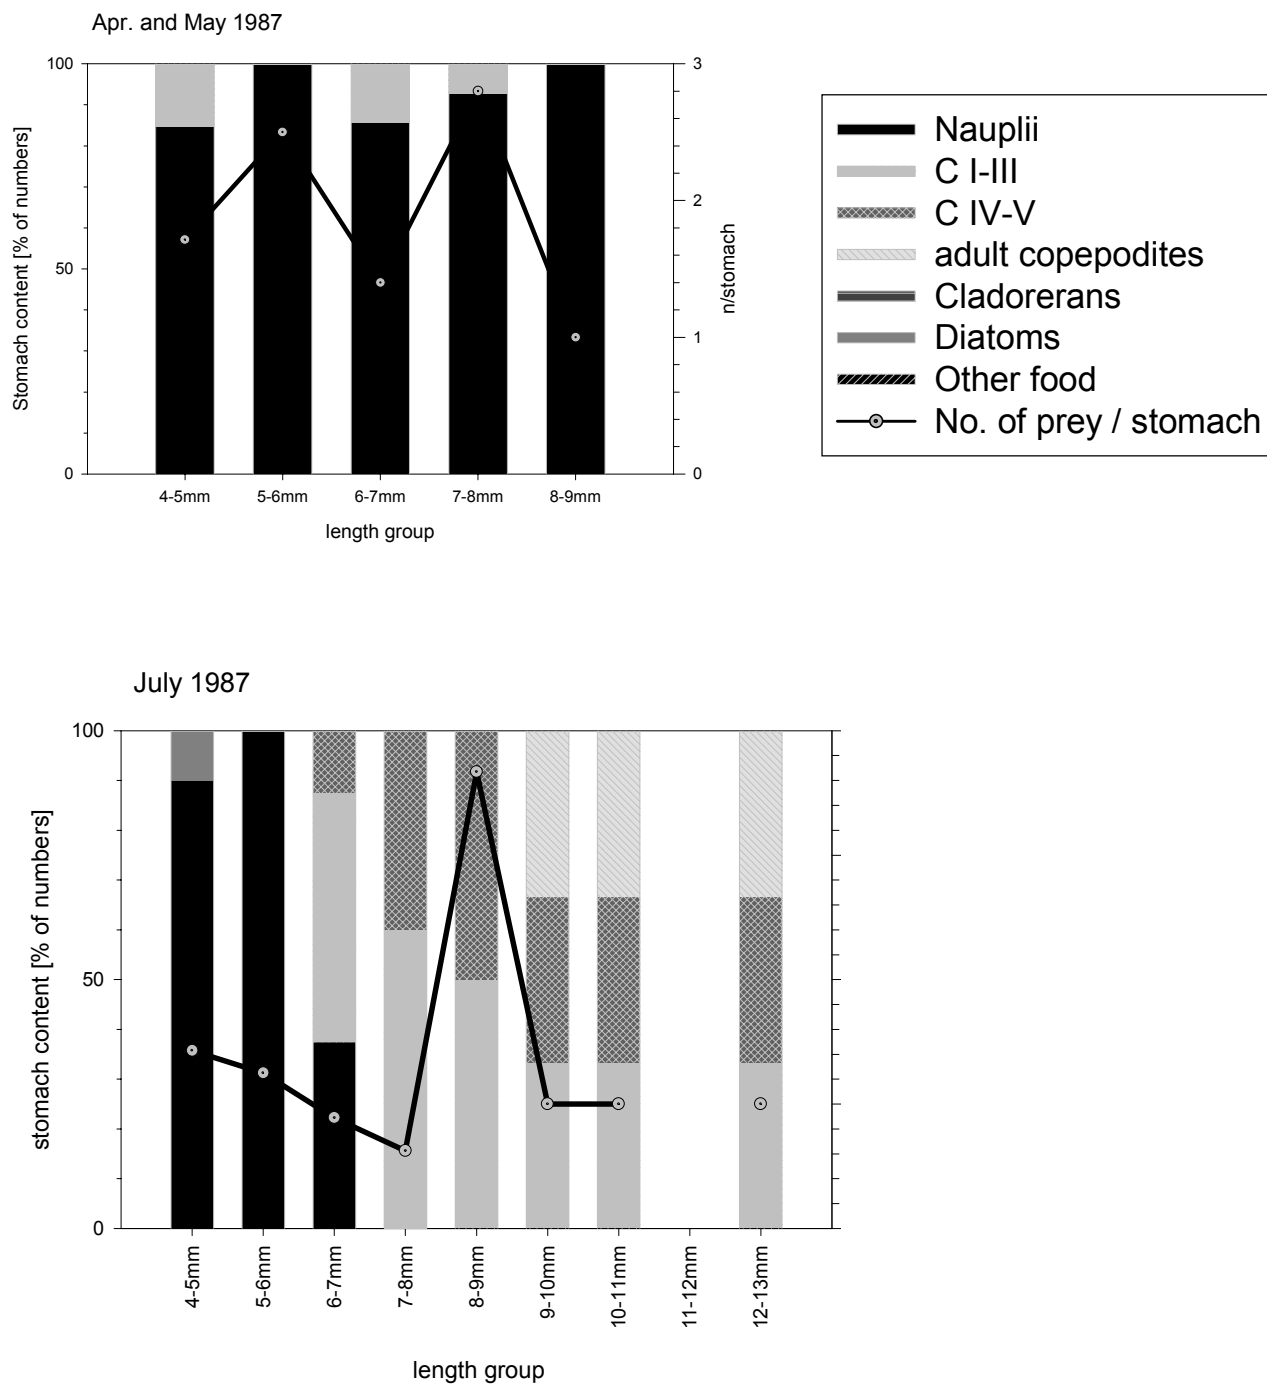 Apr. and May 1987
100
50
0
Stomach content [% of numbers]
3
2
1
0
n/stomach
4-5mm 5-6mm 6-7mm 7-8mm 8-9mm
length group
Nauplii
C I-III
C IV-V
adult copepodites
Cladorerans
Diatoms
Other food
No. of prey / stomach
July 1987
100
50
0
stomach content [% of numbers]
4-5mm
5-6mm
6-7mm
7-8mm
8-9mm
9-10mm
10-11mm
11-12mm
12-13mm
length group